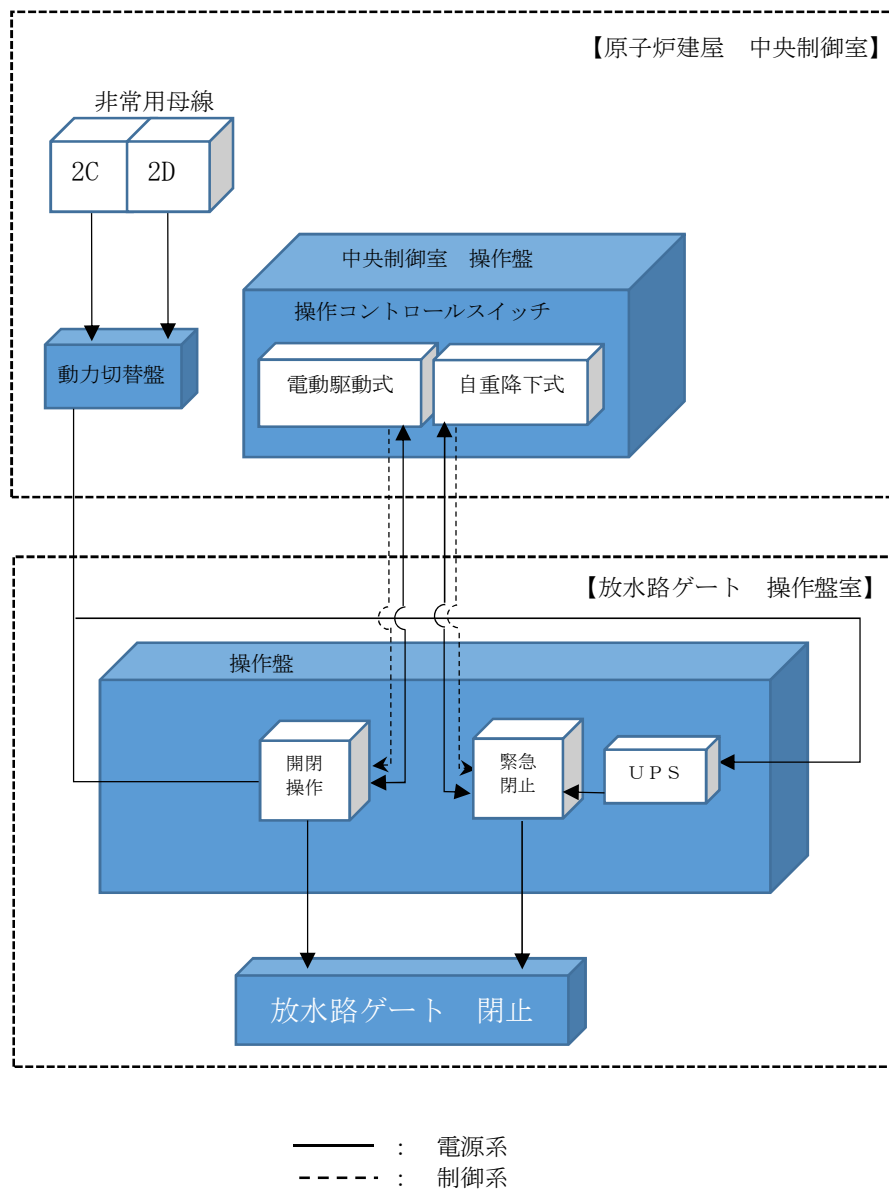 【原子炉建屋　中央制御室】
非常用母線
2C
2D
中央制御室　操作盤
操作コントロールスイッチ
動力切替盤
電動駆動式
自重降下式
【放水路ゲート　操作盤室】
操作盤
開閉
操作
緊急
閉止
ＵＰＳ
放水路ゲート　閉止
：　電源系
：　制御系